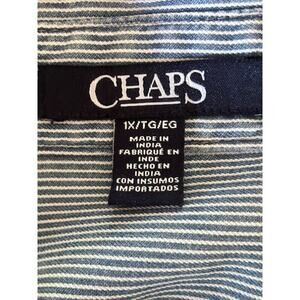 CHAPS
1X/TG/EG
MADE IN
INDIA
FABRIQUÉ EN
INDE
HECHO EN
INDIA
CON INSUMOS
IMPORTADOS